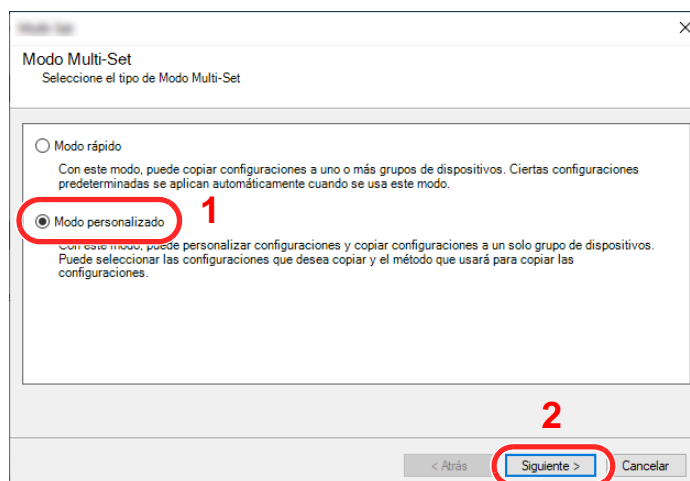 Modo Multi-Set
Seleccione el tipo de Modo Multi-Set
Modo rápido
Con este modo, puede copiar configuraciones a uno o más grupos de dispositivos. Ciertas configuraciones
predeterminadas se aplican automáticamente cuando se usa este modo.
Modo personalizado
1
Con este modo, puede personalizar configuraciones y copiar configuraciones a un solo grupo de dispositivos.
Puede seleccionar las configuraciones que desea copiar y el método que usará para copiar las
configuraciones.
2
< Atrás
Siguiente >
Cancelar